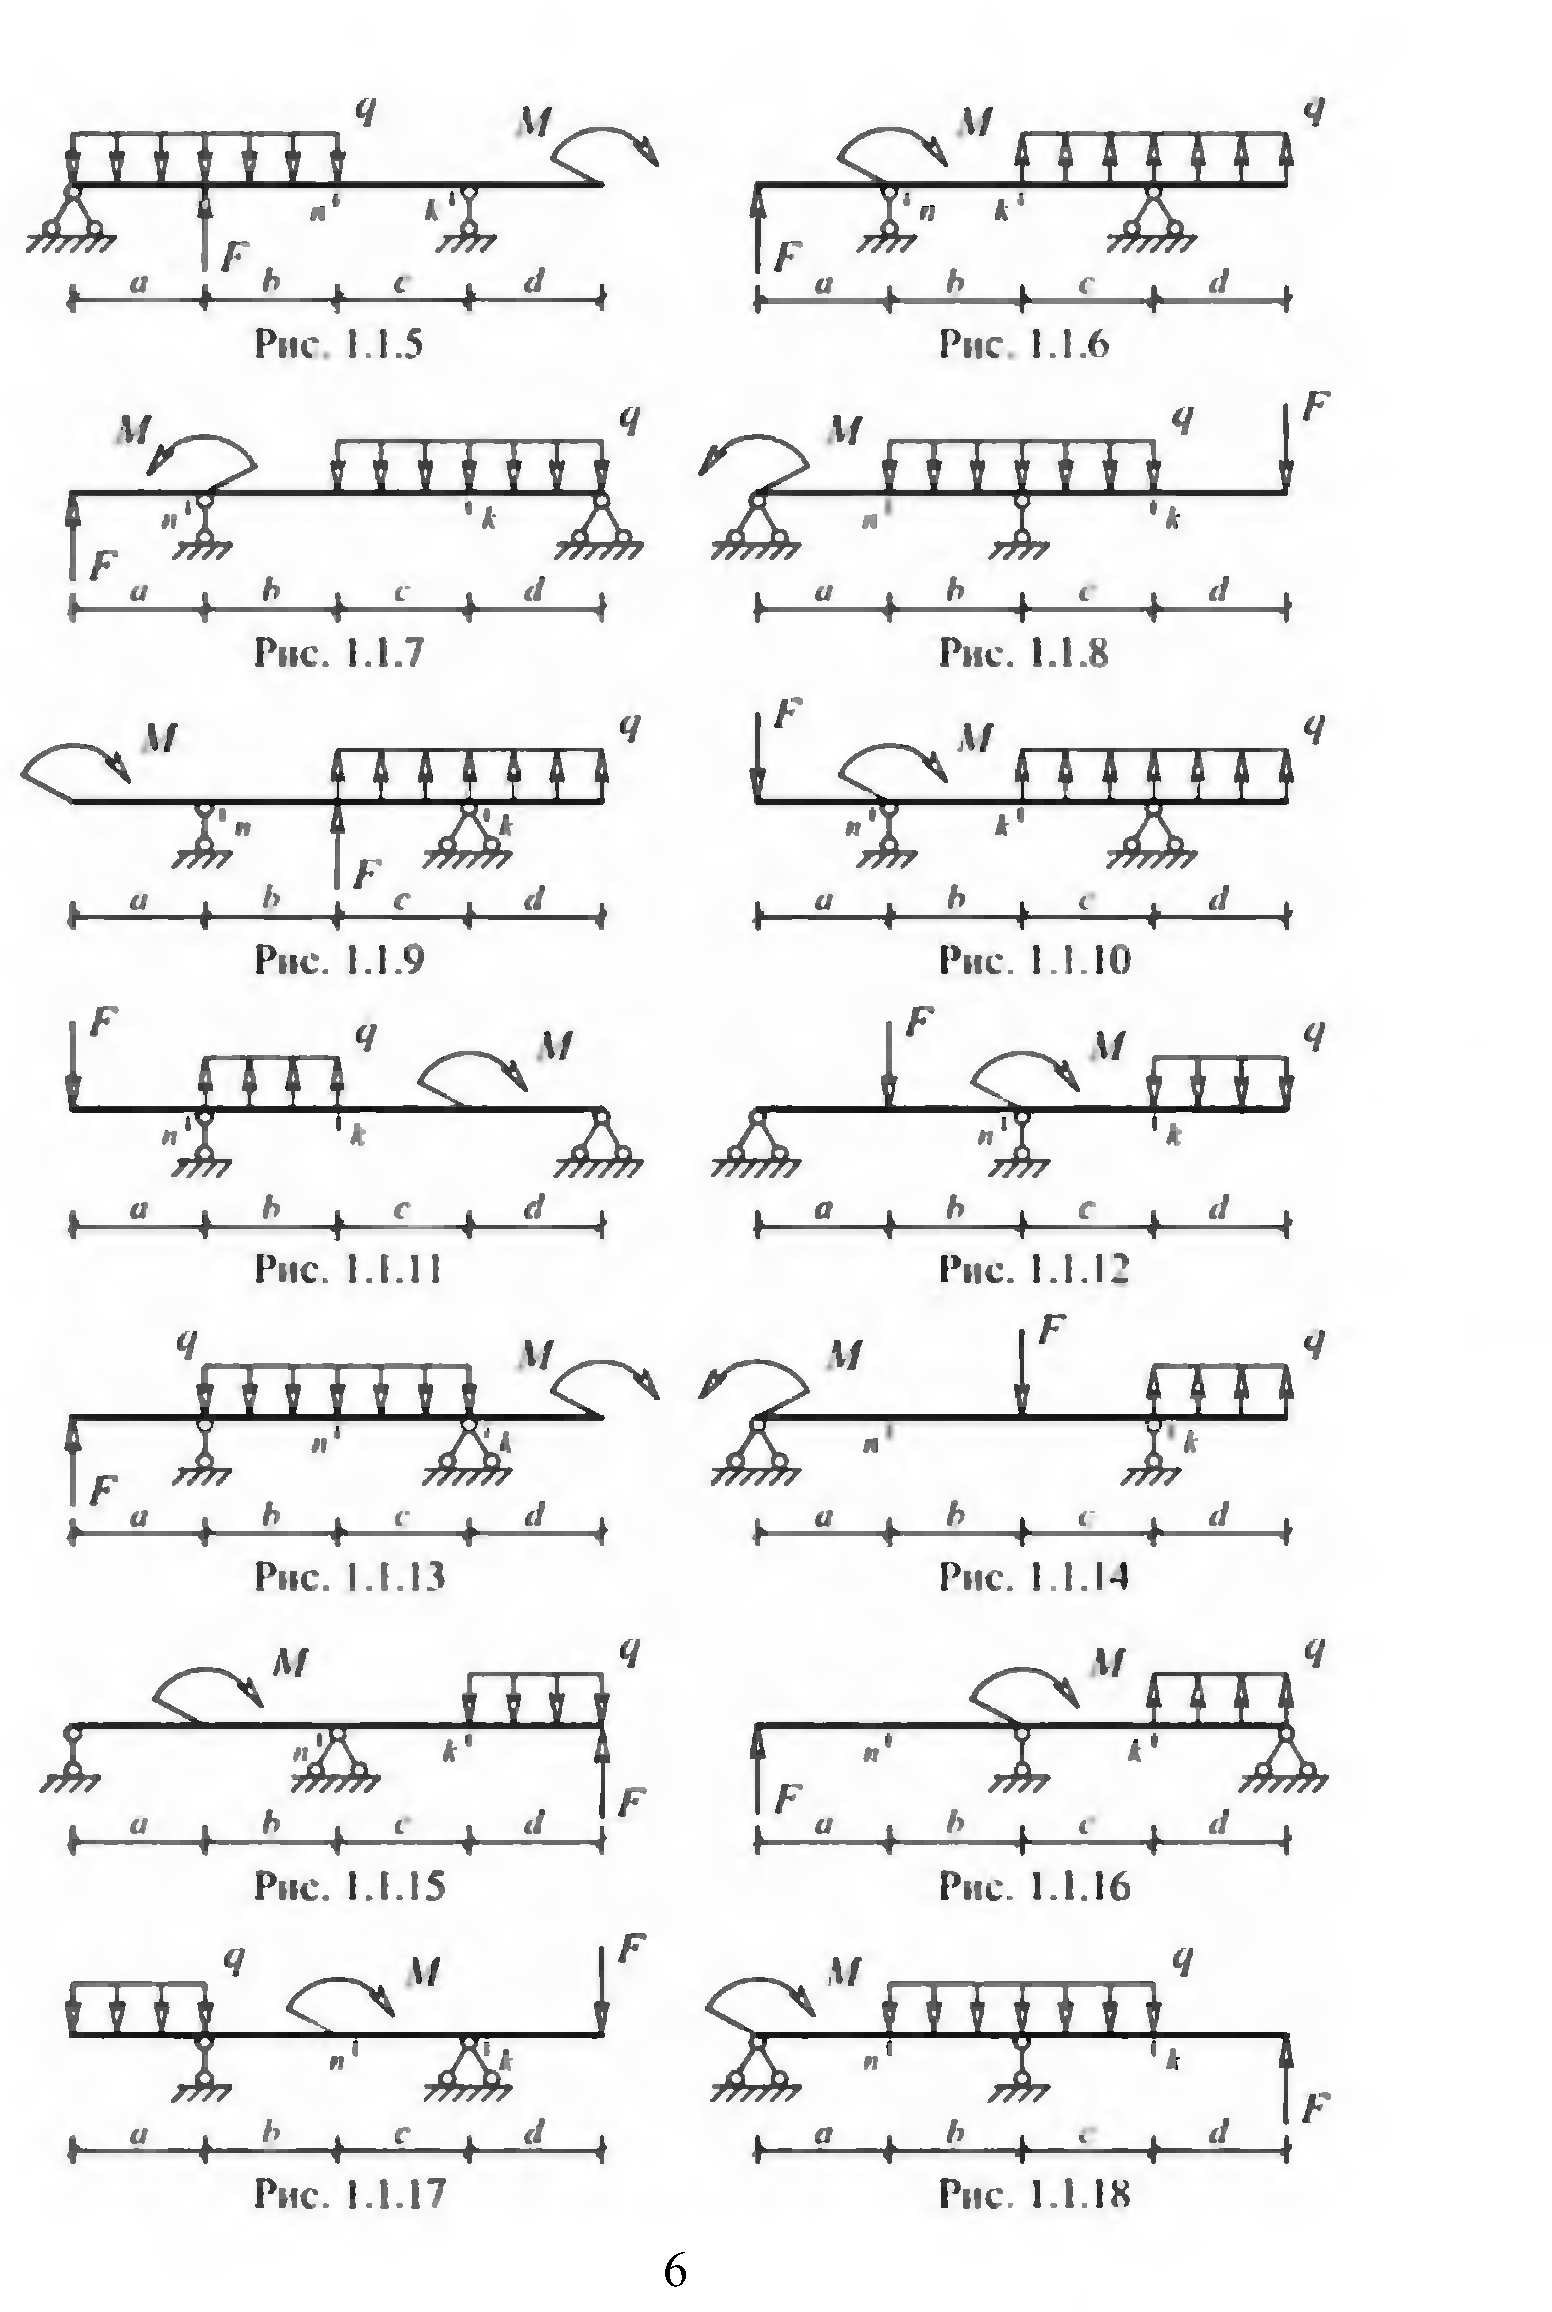 q M M q
n k n k
F F
a b c d a b c d
Рис. 1.1.5 Рис. 1.1.6
M q M q F
n k n k
F
a b c d a b c d
Рис. 1.1.7 Рис. 1.1.8
M q F M q
n k n k
F
a b c d a b c d
Рис. 1.1.9 Рис. 1.1.10
F q M F M q
n k n k
a b c d a b c d
Рис. 1.1.11 Рис. 1.1.12
q M M F q
n k n k
F
a b c d a b c d
Рис. 1.1.13 Рис. 1.1.14
M q M q
n k n k
F F
a b c d a b c d
Рис. 1.1.15 Рис. 1.1.16
q M F M q
n k n k
F
a b c d a b c d
Рис. 1.1.17 Рис. 1.1.18
6